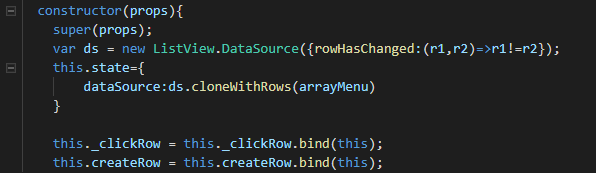 constructor(props){
super(props);
var ds = new ListView.DataSource({rowHasChanged:(r1,r2)=>r1!=r2});
this.state={
dataSource:ds.cloneWithRows(arrayMenu)
}
this._clickRow = this._clickRow.bind(this);
this.createRow = this.createRow.bind(this);